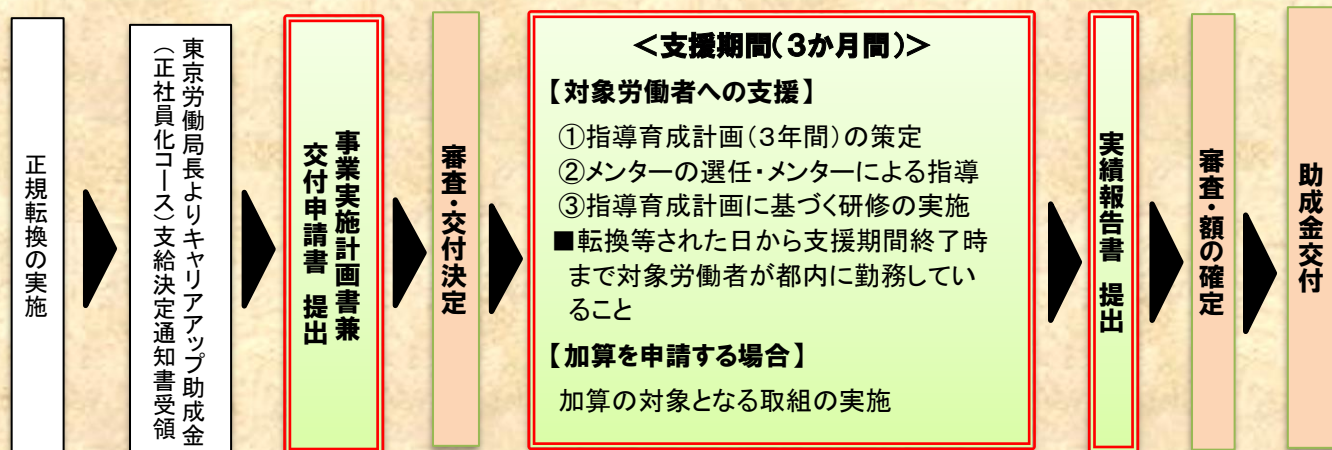 正規転換の実施
東京労働局長よりキャリアアップ助成金
（正社員化コース）支給決定通知書受領
事業実施計画書兼
交付申請書　提出
審査・交付決定
＜支援期間（３か月間）＞
【対象労働者への支援】
①指導育成計画（３年間）の策定
②メンターの選任・メンターによる指導
③指導育成計画に基づく研修の実施
■転換等された日から支援期間終了時
まで対象労働者が都内に勤務してい
ること
【加算を申請する場合】
加算の対象となる取組の実施
実績報告書　提出
審査・額の確定
助成金交付